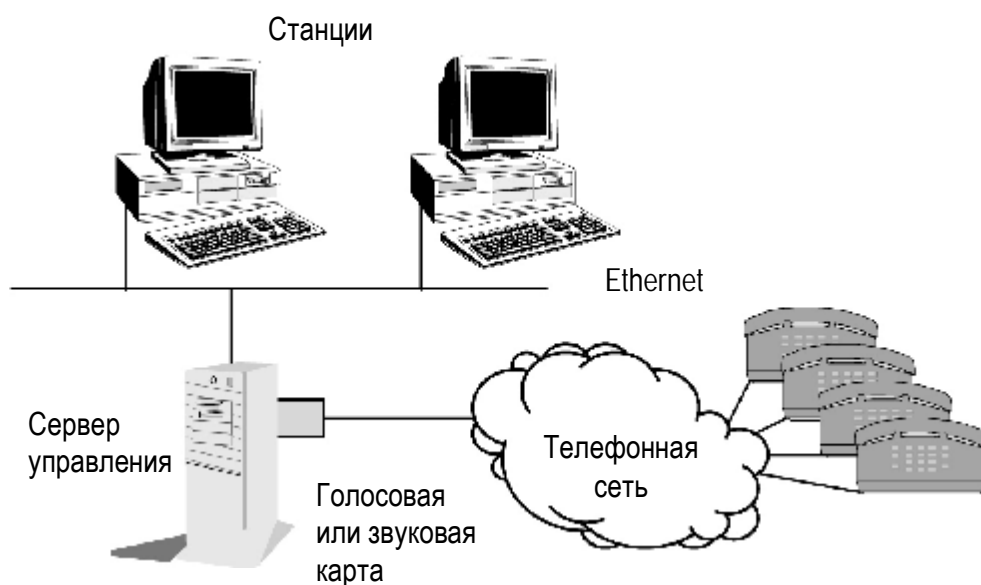 Станции
Ethernet
Сервер
управления
Голосовая
или звуковая
карта
Телефонная
сеть